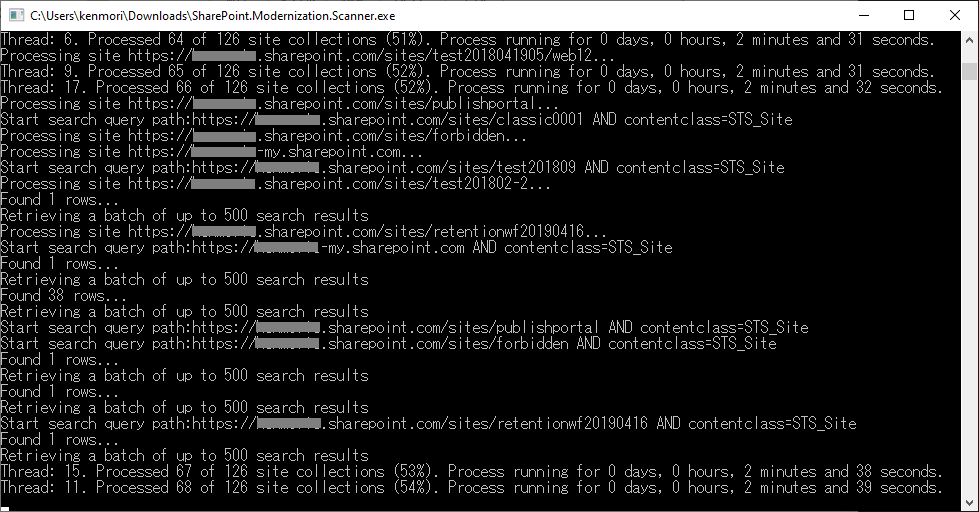 C:\Users\kenmori\Downloads\SharePoint.Modernization.Scanner.exe
Thread: 6. Processed 64 of 126 site collections (51%). Process running for 0 days, 0 hours, 2 minutes and 31 seconds.
Processing site https:// .sharepoint.com/sites/test2018041905/web12...
Thread: 9. Processed 65 of 126 site collections (52%). Process running for 0 days, 0 hours, 2 minutes and 31 seconds.
Thread: 17. Processed 66 of 126 site collections (52%). Process running for 0 days, 0 hours, 2 minutes and 32 seconds.
Processing site https:// .sharepoint.com/sites/publishportal...
Start search query path:https:// .sharepoint.com/sites/classic0001 AND contentclass=STS_Site
Processing site https:// .sharepoint.com/sites/forbidden...
Processing site https:// -my.sharepoint.com...
Start search query path:https:// .sharepoint.com/sites/test201809 AND contentclass=STS_Site
Processing site https:// .sharepoint.com/sites/test201802-2...
Found 1 rows...
Retrieving a batch of up to 500 search results
Processing site https:// .sharepoint.com/sites/retentionwf20190416...
Start search query path:https:// -my.sharepoint.com AND contentclass=STS_Site
Found 1 rows...
Retrieving a batch of up to 500 search results
Found 38 rows...
Retrieving a batch of up to 500 search results
Start search query path:https:// .sharepoint.com/sites/publishportal AND contentclass=STS_Site
Start search query path:https:// .sharepoint.com/sites/forbidden AND contentclass=STS_Site
Found 1 rows...
Retrieving a batch of up to 500 search results
Found 1 rows...
Retrieving a batch of up to 500 search results
Start search query path:https:// .sharepoint.com/sites/retentionwf20190416 AND contentclass=STS_Site
Found 1 rows...
Retrieving a batch of up to 500 search results
Thread: 15. Processed 67 of 126 site collections (53%). Process running for 0 days, 0 hours, 2 minutes and 38 seconds.
Thread: 11. Processed 68 of 126 site collections (54%). Process running for 0 days, 0 hours, 2 minutes and 39 seconds.